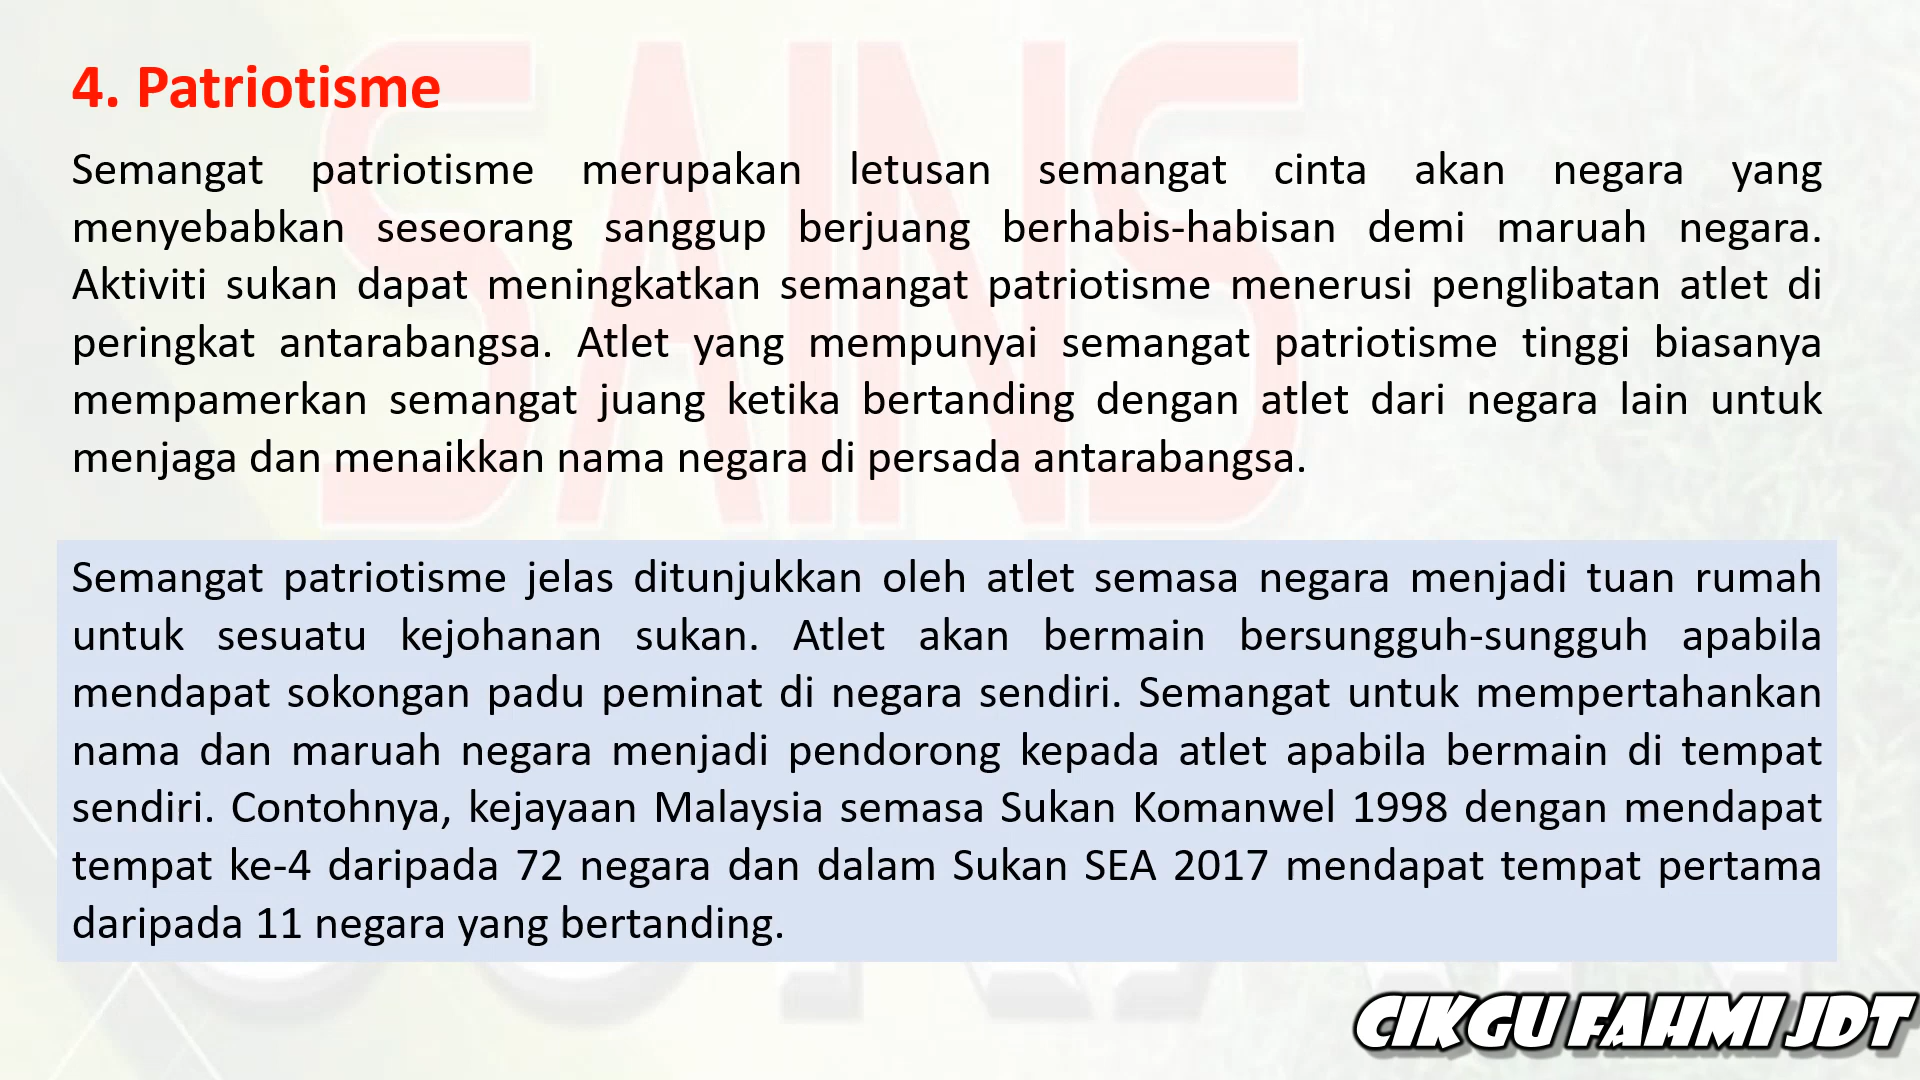 SAINS
4. Patriotisme
Semangat patriotisme merupakan letusan semangat cinta akan negara yang
menyebabkan seseorang sanggup berjuang berhabis-habisan demi maruah negara.
Aktiviti sukan dapat meningkatkan semangat patriotisme menerusi penglibatan atlet di
peringkat antarabangsa. Atlet yang mempunyai semangat patriotisme tinggi biasanya
mempamerkan semangat juang ketika bertanding dengan atlet dari negara lain untuk
menjaga dan menaikkan nama negara di persada antarabangsa.
Semangat patriotisme jelas ditunjukkan oleh atlet semasa negara menjadi tuan rumah
untuk sesuatu kejohanan sukan. Atlet akan bermain bersungguh-sungguh apabila
mendapat sokongan padu peminat di negara sendiri. Semangat untuk mempertahankan
nama dan maruah negara menjadi pendorong kepada atlet apabila bermain di tempat
sendiri. Contohnya, kejayaan Malaysia semasa Sukan Komanwel 1998 dengan mendapat
tempat ke-4 daripada 72 negara dan dalam Sukan SEA 2017 mendapat tempat pertama
daripada 11 negara yang bertanding.
CIKGU FAHMI JDT